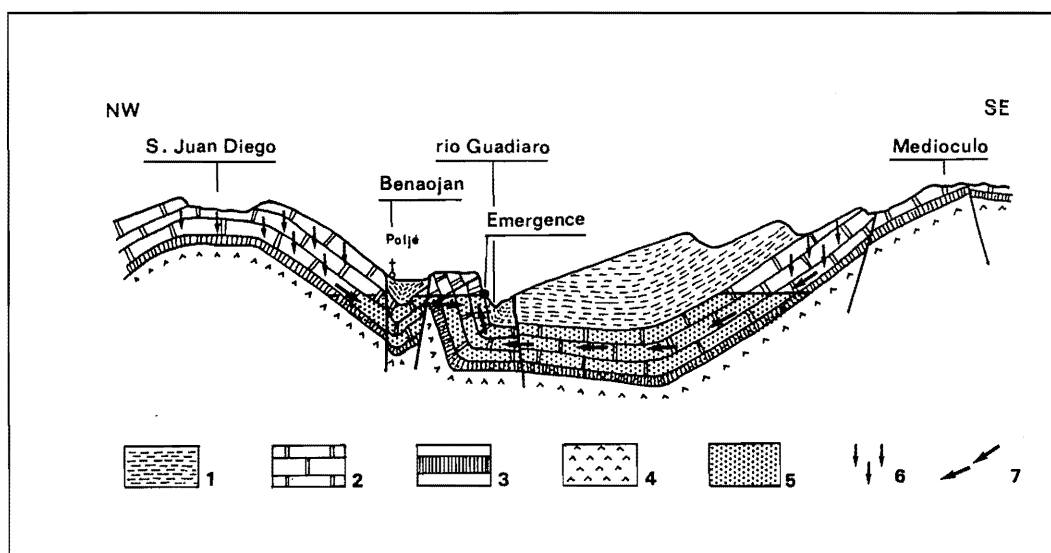 NW
SE
S. Juan Diego
rio Guadiaro
Medioculo
Benaojan
Emergence
Poljé
1
2
3
4
5
6
7